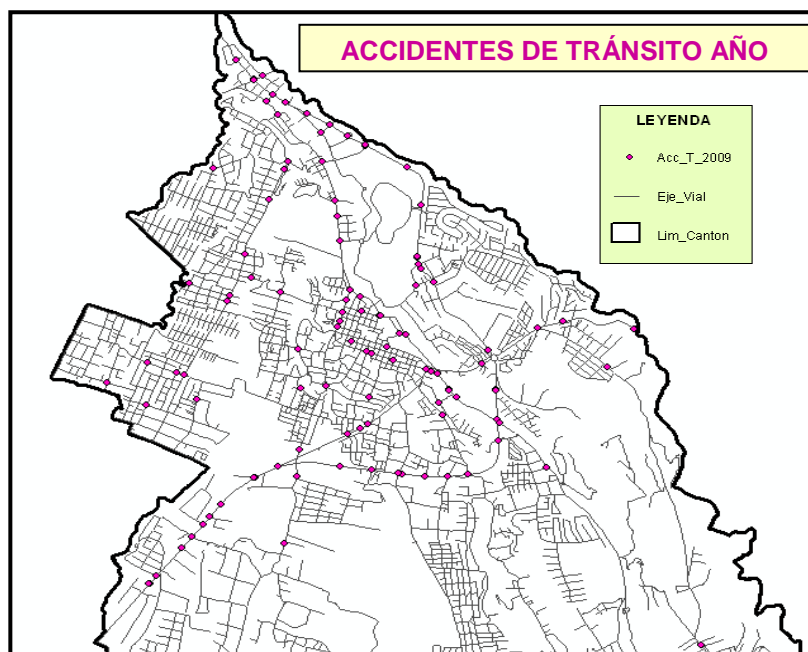 ACCIDENTES DE TRÁNSITO AÑO
LEYENDA
Acc_T_2009
Eje_Vial
Lim_Canton